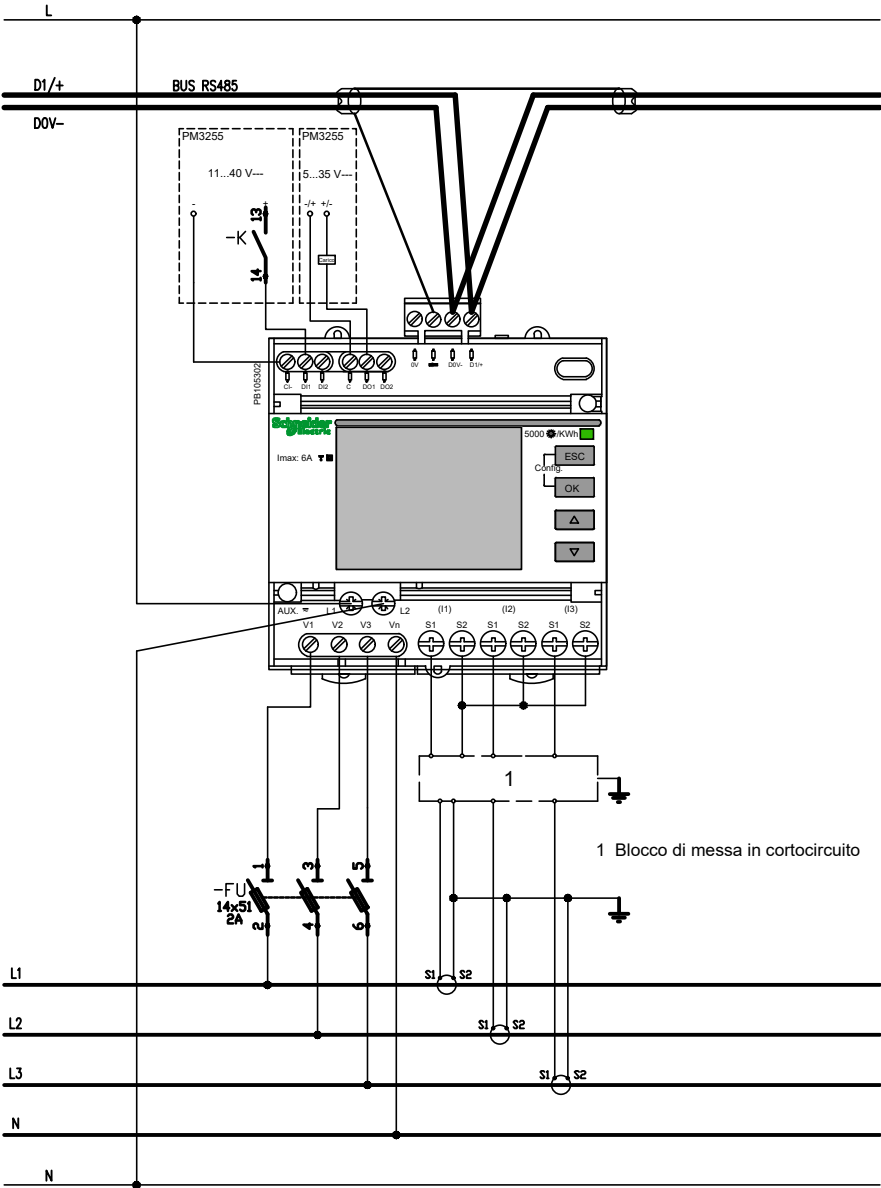 L
D1/+ BUS RS485
D0V-
PM3255 PM3255
11...40 V--- 5...35 V---
- + -/+ +/-
13
-K
14
Carico
PB105302
CI- DI1 DI2 C DO1 DO2
0V D0V- D1/+
Schneider Electric
5000 /KWh
Imax: 6A
ESC
Config.
OK
AUX. L1 L2 (I1) (I2) (I3)
V1 V2 V3 Vn S1 S2 S1 S2 S1 S2
1
1 Blocco di messa in cortocircuito
1 3 5
-FU
14x51
2A
2 4 6
L1 S1 S2
L2 S1 S2
L3 S1 S2
N
N